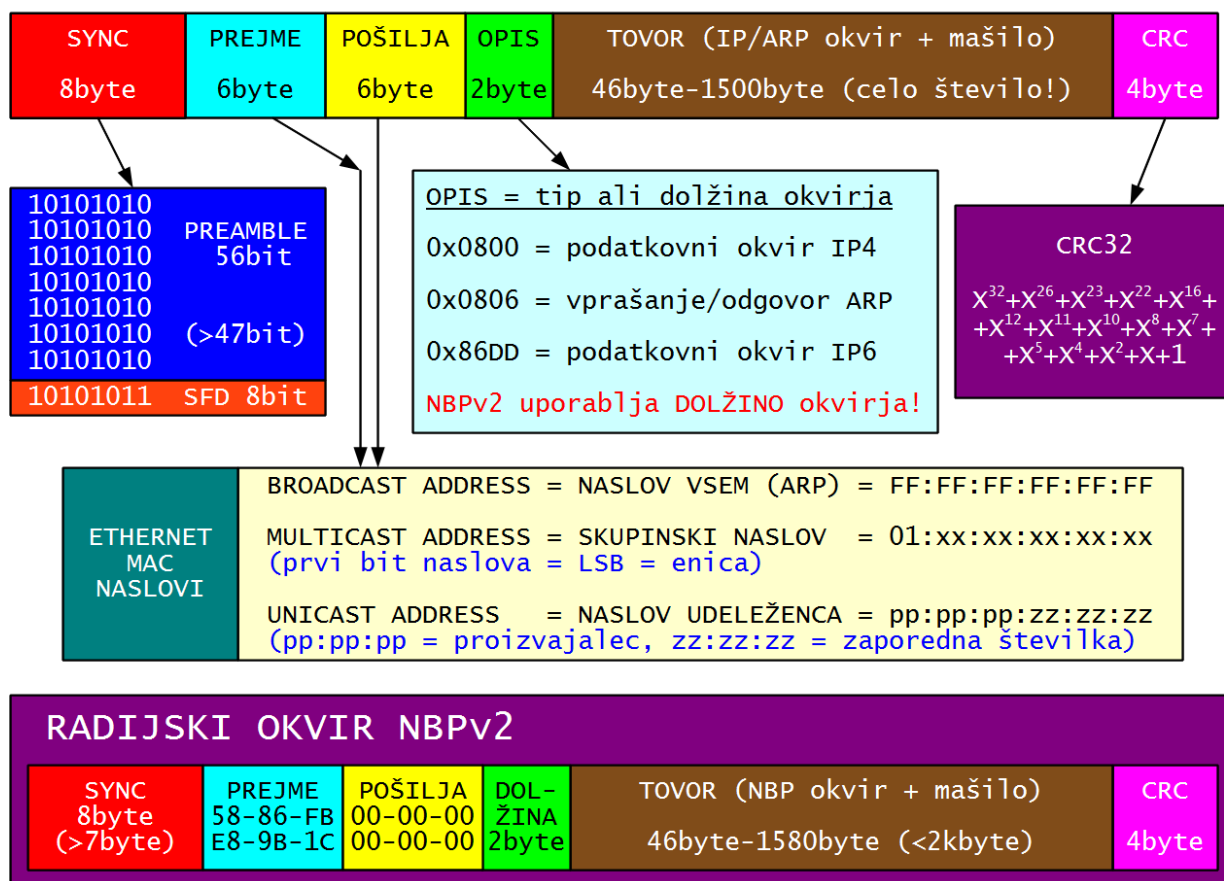 SYNC
8byte
PREJME
6byte
POŠILJA
6byte
OPIS
2byte
TOVOR (IP/ARP okvir + mašilo)
46byte-1500byte (celo število!)
CRC
4byte
10101010
10101010 PREAMBLE
10101010 56bit
10101010
10101010
10101010 (>47bit)
10101010
10101011 SFD 8bit
OPIS = tip ali dolžina okvirja
0x0800 = podatkovni okvir IP4
0x0806 = vprašanje/odgovor ARP
0x86DD = podatkovni okvir IP6
NBPv2 uporablja DOLŽINO okvirja!
CRC32
X³²+X²⁶+X²³+X²²+X¹⁶+
+X¹²+X¹¹+X¹⁰+X⁸+X⁷+
+X⁵+X⁴+X²+X+1
ETHERNET
MAC
NASLOVI
BROADCAST ADDRESS = NASLOV VSEM (ARP) = FF:FF:FF:FF:FF:FF
MULTICAST ADDRESS = SKUPINSKI NASLOV = 01:xx:xx:xx:xx:xx
(prvi bit naslova = LSB = enica)
UNICAST ADDRESS = NASLOV UDELEŽENCA = pp:pp:pp:zz:zz:zz
(pp:pp:pp = proizvajalec, zz:zz:zz = zaporedna številka)
RADIJSKI OKVIR NBPv2
SYNC
8byte
(>7byte)
PREJME
58-86-FB
E8-9B-1C
POŠILJA
00-00-00
00-00-00
DOL-
ŽINA
2byte
TOVOR (NBP okvir + mašilo)
46byte-1580byte (<2kbyte)
CRC
4byte